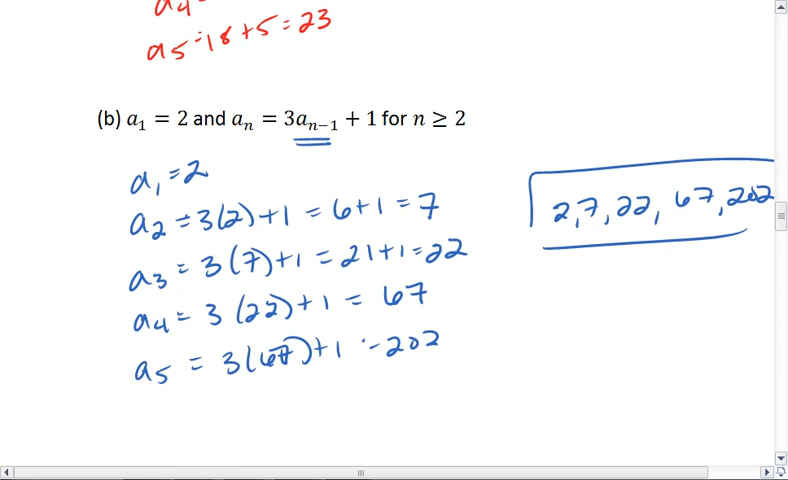 a4 =
a5 = 18+5 = 23
(b) a₁ = 2 and aₙ = 3aₙ₋₁ + 1 for n ≥ 2
a₁ = 2
a₂ = 3(2)+1 = 6+1 = 7
a₃ = 3(7)+1 = 21+1 = 22
a₄ = 3(22)+1 = 67
a₅ = 3(67)+1 = 202
2, 7, 22, 67, 202